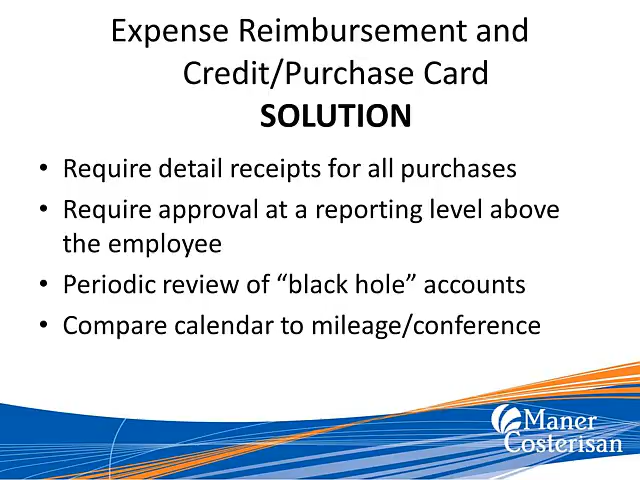 Expense Reimbursement and
Credit/Purchase Card
SOLUTION
• Require detail receipts for all purchases
• Require approval at a reporting level above
the employee
• Periodic review of “black hole” accounts
• Compare calendar to mileage/conference
Maner
Costerisan